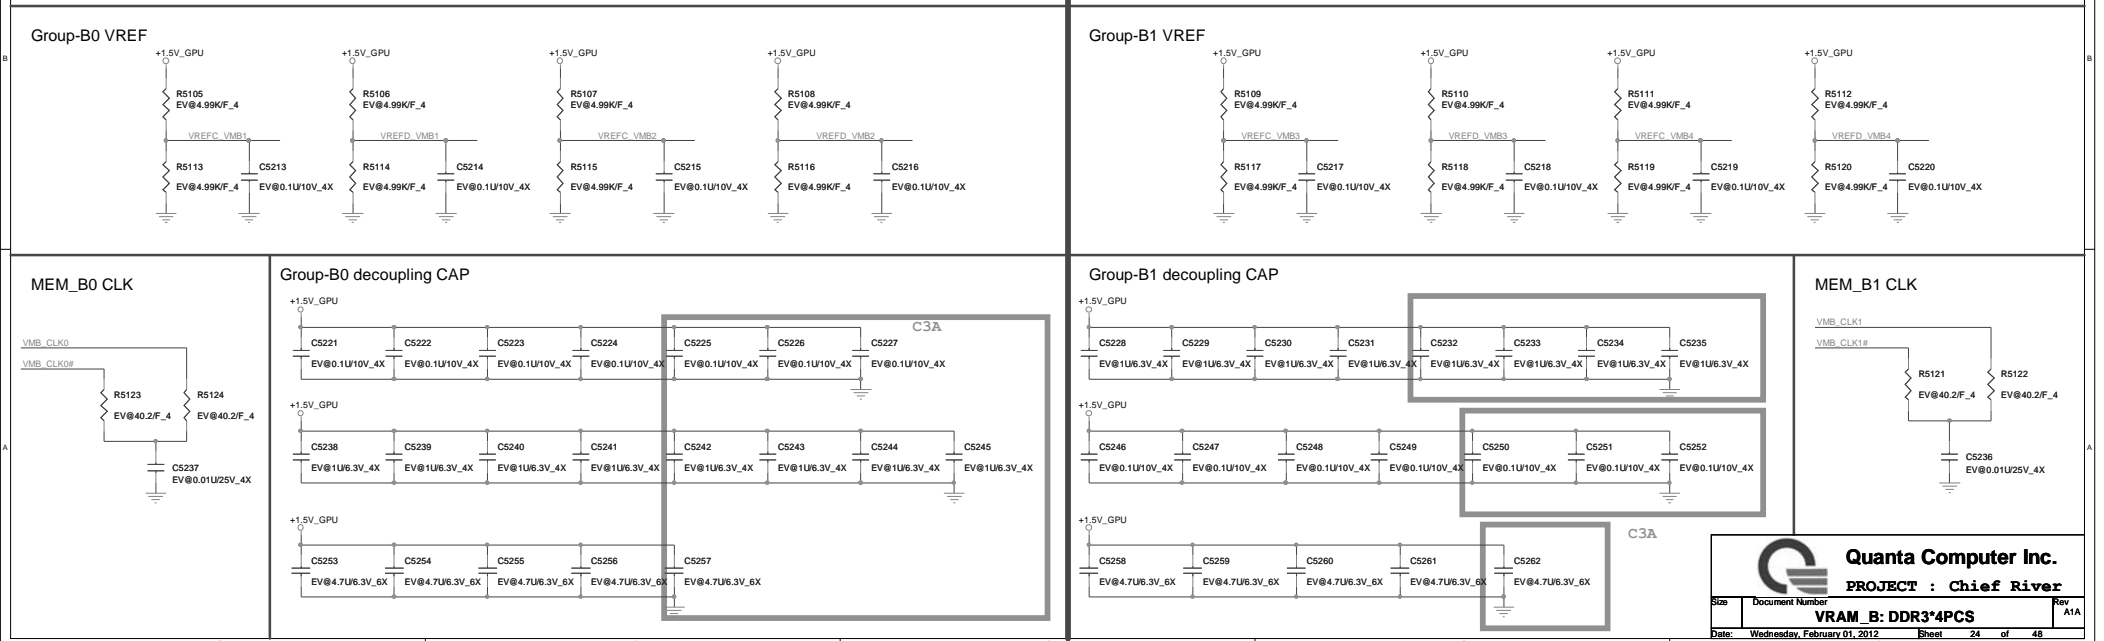 Group-B0 VREF
+1.5V_GPU +1.5V_GPU +1.5V_GPU +1.5V_GPU
R5105 R5106 R5107 R5108
EV@4.99K/F_4 EV@4.99K/F_4 EV@4.99K/F_4 EV@4.99K/F_4
VREFC_VMB1 VREFD_VMB1 VREFC_VMB2 VREFD_VMB2
R5113 C5213 R5114 C5214 R5115 C5215 R5116 C5216
EV@4.99K/F_4 EV@0.1U/10V_4X EV@4.99K/F_4 EV@0.1U/10V_4X EV@4.99K/F_4 EV@0.1U/10V_4X EV@4.99K/F_4 EV@0.1U/10V_4X
Group-B1 VREF
+1.5V_GPU +1.5V_GPU +1.5V_GPU +1.5V_GPU
R5109 R5110 R5111 R5112
EV@4.99K/F_4 EV@4.99K/F_4 EV@4.99K/F_4 EV@4.99K/F_4
VREFC_VMB3 VREFD_VMB3 VREFC_VMB4 VREFD_VMB4
R5117 C5217 R5118 C5218 R5119 C5219 R5120 C5220
EV@4.99K/F_4 EV@0.1U/10V_4X EV@4.99K/F_4 EV@0.1U/10V_4X EV@4.99K/F_4 EV@0.1U/10V_4X EV@4.99K/F_4 EV@0.1U/10V_4X
B B
MEM_B0 CLK
VMB_CLK0
VMB_CLK0#
R5123 R5124
EV@40.2/F_4 EV@40.2/F_4
C5237
EV@0.01U/25V_4X
Group-B0 decoupling CAP
+1.5V_GPU
C3A
C5221 C5222 C5223 C5224 C5225 C5226 C5227
EV@0.1U/10V_4X EV@0.1U/10V_4X EV@0.1U/10V_4X EV@0.1U/10V_4X EV@0.1U/10V_4X EV@0.1U/10V_4X EV@0.1U/10V_4X
+1.5V_GPU
C5238 C5239 C5240 C5241 C5242 C5243 C5244 C5245
EV@1U/6.3V_4X EV@1U/6.3V_4X EV@1U/6.3V_4X EV@1U/6.3V_4X EV@1U/6.3V_4X EV@1U/6.3V_4X EV@1U/6.3V_4X EV@1U/6.3V_4X
+1.5V_GPU
C5253 C5254 C5255 C5256 C5257
EV@4.7U/6.3V_6X EV@4.7U/6.3V_6X EV@4.7U/6.3V_6X EV@4.7U/6.3V_6X EV@4.7U/6.3V_6X
Group-B1 decoupling CAP
+1.5V_GPU
C5228 C5229 C5230 C5231 C5232 C5233 C5234 C5235
EV@1U/6.3V_4X EV@1U/6.3V_4X EV@1U/6.3V_4X EV@1U/6.3V_4X EV@1U/6.3V_4X EV@1U/6.3V_4X EV@1U/6.3V_4X EV@1U/6.3V_4X
+1.5V_GPU
C5246 C5247 C5248 C5249 C5250 C5251 C5252
EV@0.1U/10V_4X EV@0.1U/10V_4X EV@0.1U/10V_4X EV@0.1U/10V_4X EV@0.1U/10V_4X EV@0.1U/10V_4X EV@0.1U/10V_4X
+1.5V_GPU
C3A
C5258 C5259 C5260 C5261 C5262
EV@4.7U/6.3V_6X EV@4.7U/6.3V_6X EV@4.7U/6.3V_6X EV@4.7U/6.3V_6X EV@4.7U/6.3V_6X
MEM_B1 CLK
VMB_CLK1
VMB_CLK1#
R5121 R5122
EV@40.2/F_4 EV@40.2/F_4
C5236
EV@0.01U/25V_4X
A A
Quanta Computer Inc.
PROJECT : Chief River
Size Document Number Rev
VRAM_B: DDR3*4PCS A1A
Date: Wednesday, February 01, 2012 Sheet 24 of 48